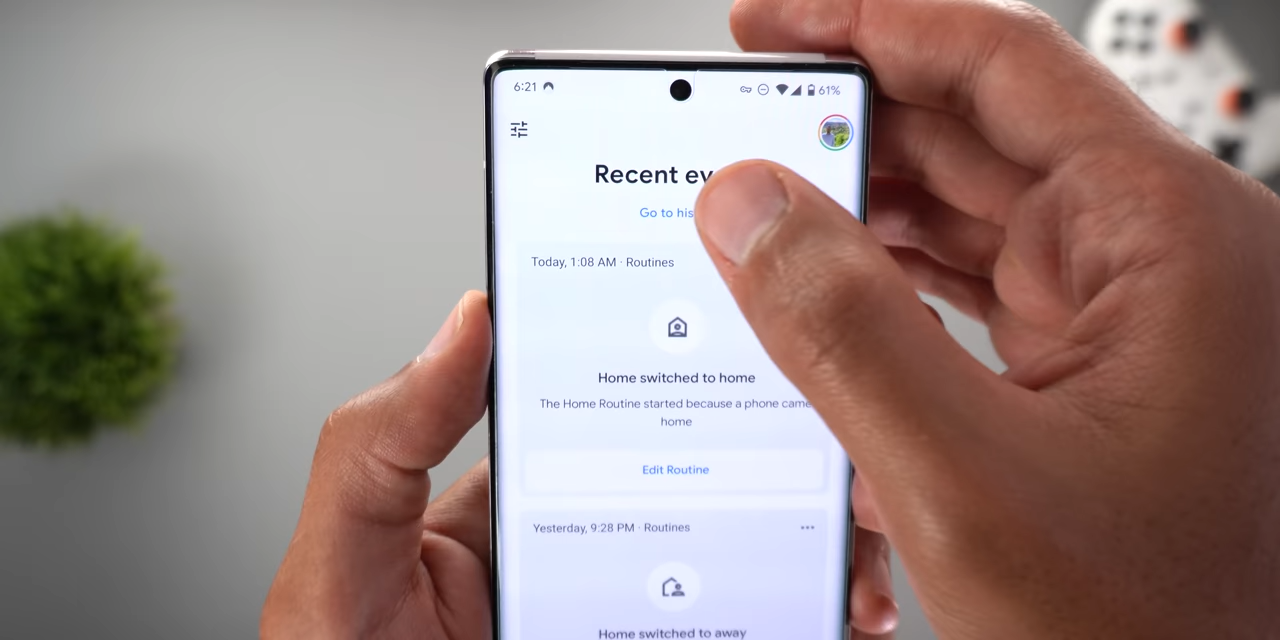 6:21
61%
Recent ev
Go to his
Today, 1:08 AM · Routines
Home switched to home
The Home Routine started because a phone came
home
Edit Routine
Yesterday, 9:28 PM · Routines
Home switched to away